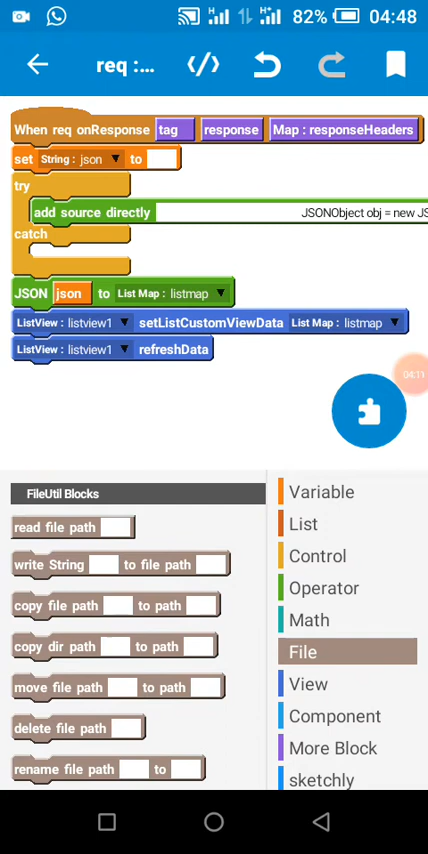 82% 04:48
req :...
When req onResponse tag response Map : responseHeaders
set String : json to
try
add source directly JSONObject obj = new JS
catch
JSON json to List Map : listmap
ListView : listview1 setListCustomViewData List Map : listmap
ListView : listview1 refreshData
04:11
FileUtil Blocks
read file path
write String to file path
copy file path to path
copy dir path to path
move file path to path
delete file path
rename file path to
Variable
List
Control
Operator
Math
File
View
Component
More Block
sketchly